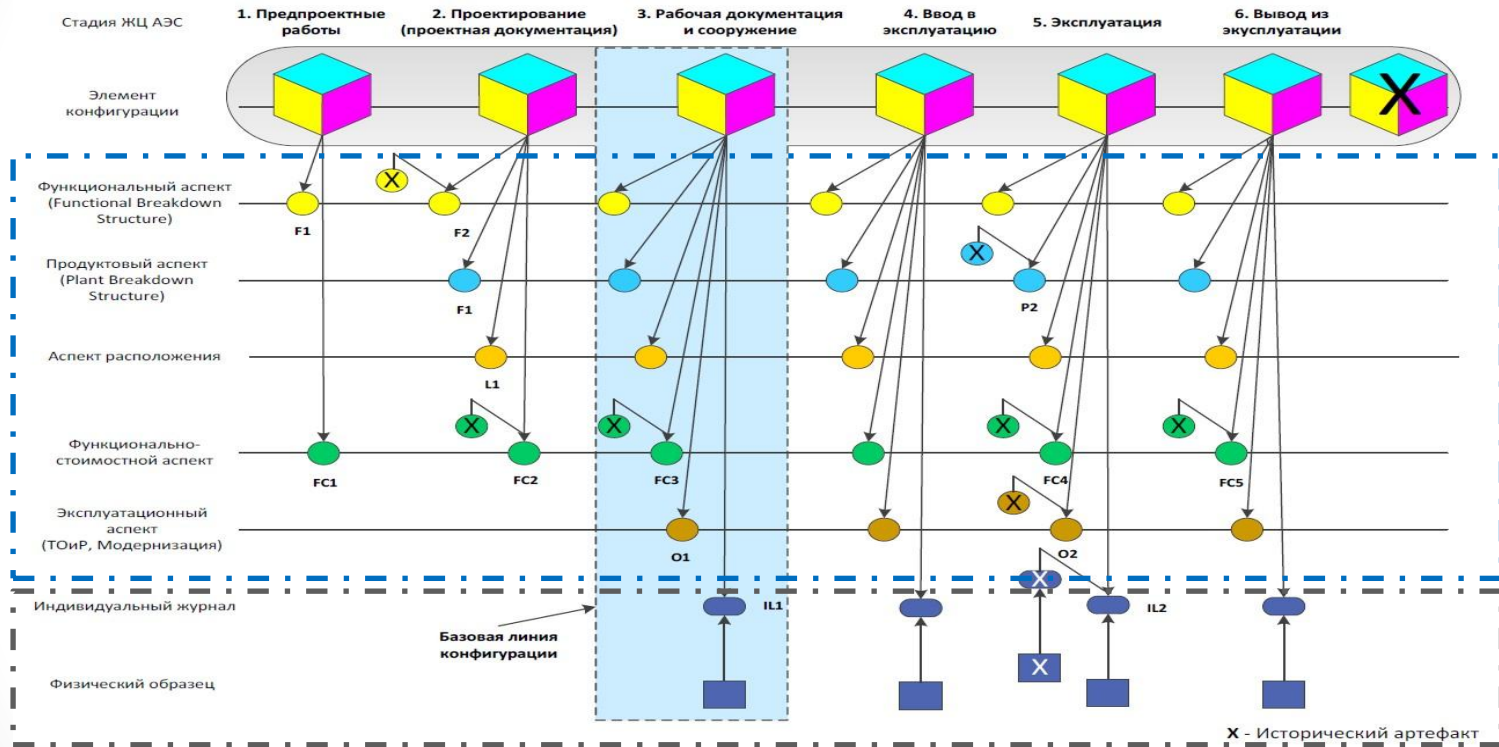 Стадия ЖЦ АЭС
1. Предпроектные
работы
2. Проектирование
(проектная документация)
3. Рабочая документация
и сооружение
4. Ввод в
эксплуатацию
5. Эксплуатация
6. Вывод из
экусплуатации
Элемент
конфигурации
X
Функциональный аспект
(Functional Breakdown
Structure)
X
F1
F2
Продуктовый аспект
(Plant Breakdown
Structure)
X
F1
P2
Аспект расположения
L1
Функционально-
стоимостной аспект
X
X
X
X
FC1
FC2
FC3
FC4
FC5
Эксплуатационный
аспект
(ТОиР, Модернизация)
X
O1
O2
X
Индивидуальный журнал
IL1
IL2
Базовая линия
конфигурации
Физический образец
X
X - Исторический артефакт